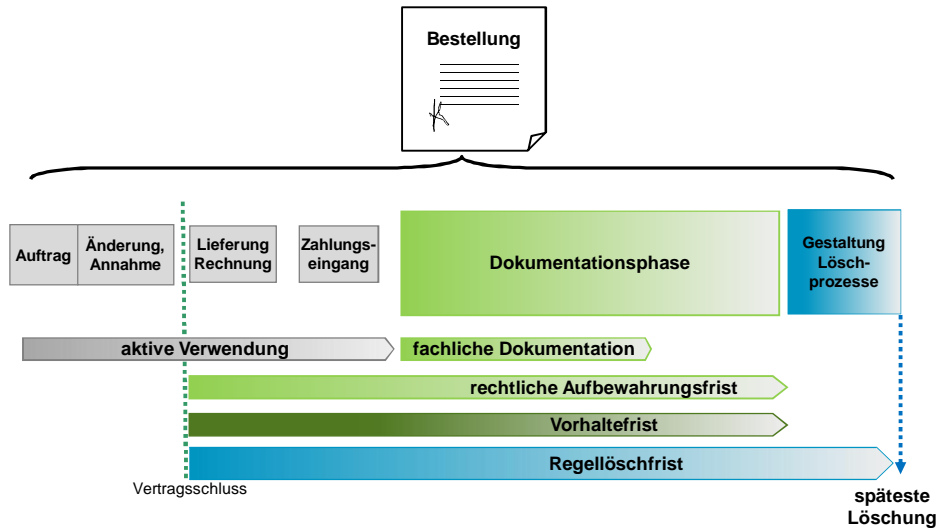 Bestellung
Auftrag
Änderung,
Annahme
Lieferung
Rechnung
Zahlungs-
eingang
Dokumentationsphase
Gestaltung
Lösch-
prozesse
aktive Verwendung
fachliche Dokumentation
rechtliche Aufbewahrungsfrist
Vorhaltefrist
Regellöschfrist
Vertragsschluss
späteste
Löschung